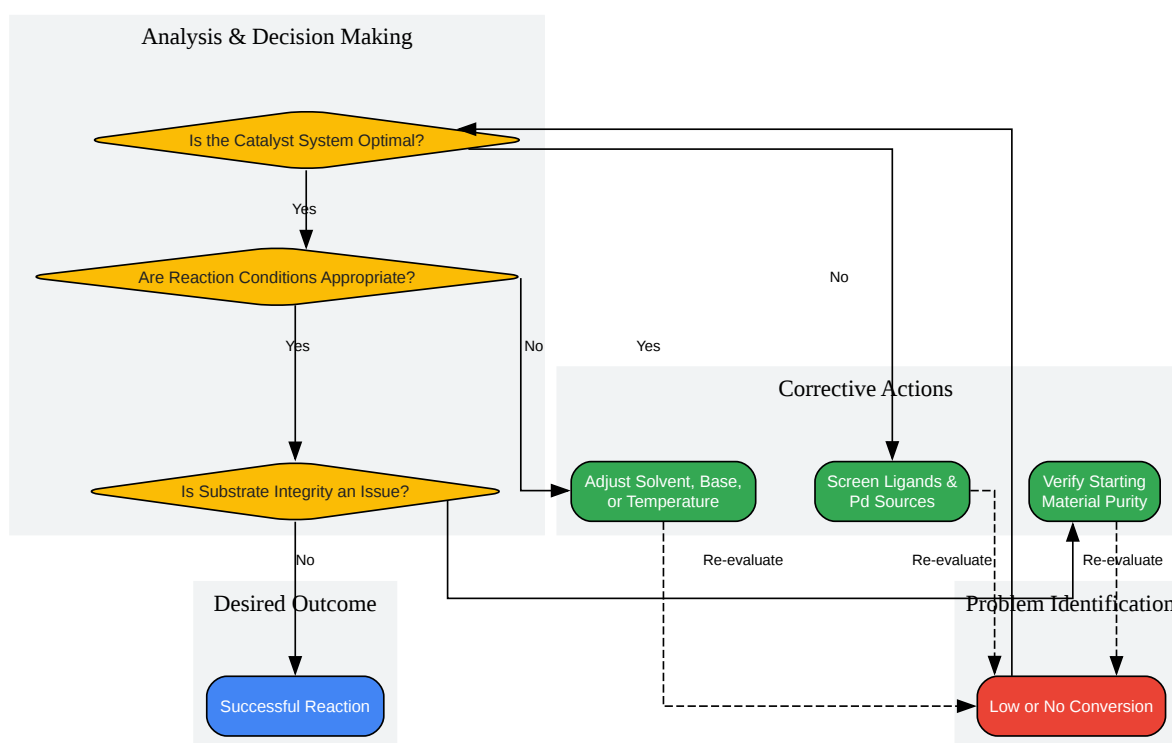 Analysis & Decision Making
Is the Catalyst System Optimal?
Yes
Are Reaction Conditions Appropriate?
No
Yes
No
Yes
Corrective Actions
Is Substrate Integrity an Issue?
Adjust Solvent, Base,
or Temperature
Screen Ligands &
Pd Sources
Verify Starting
Material Purity
No
Re-evaluate
Re-evaluate
Re-evaluate
Desired Outcome
Problem Identification
Successful Reaction
Low or No Conversion